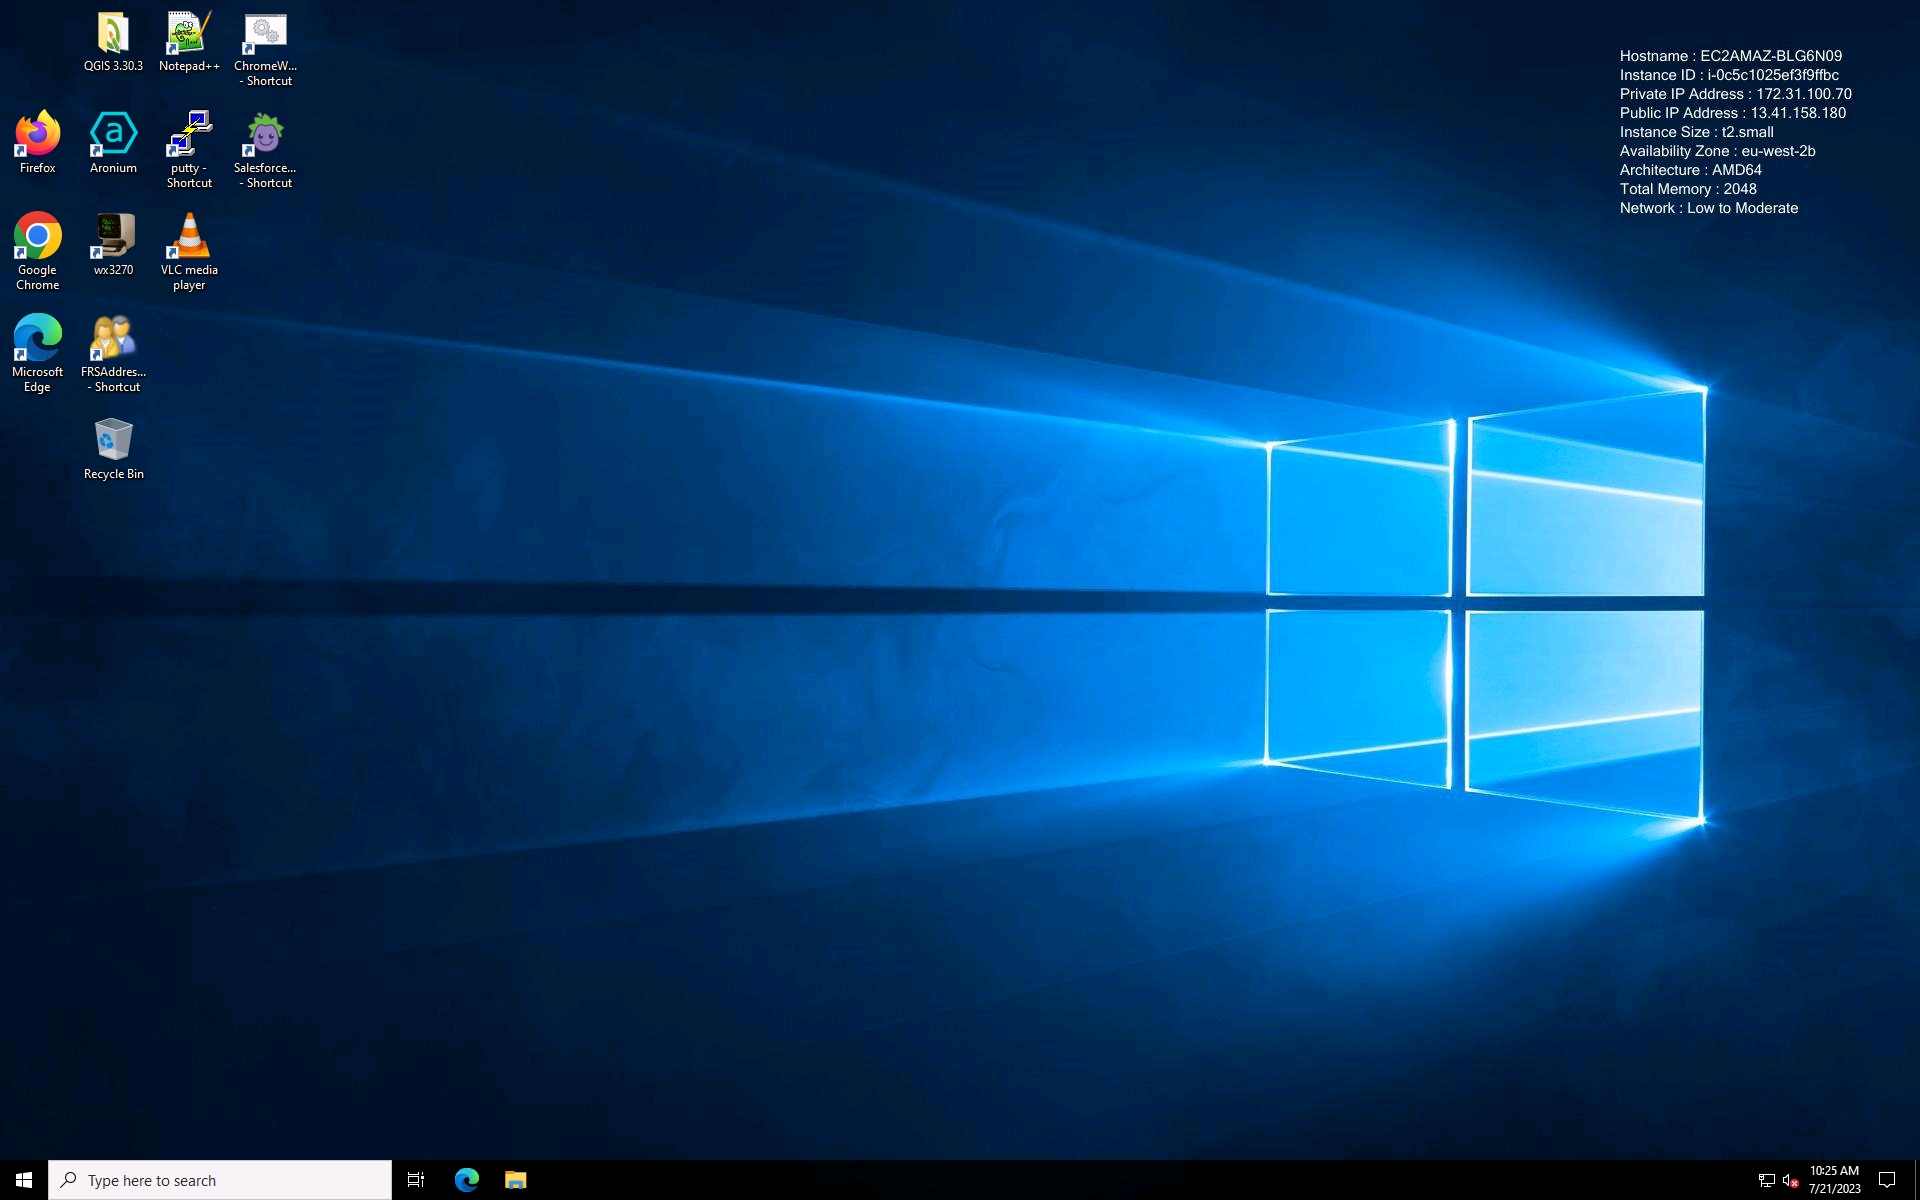 QGIS 3.30.3
Notepad++
ChromeW...
- Shortcut
Firefox
Aronium
putty -
Shortcut
Salesforce...
- Shortcut
Google
Chrome
wx3270
VLC media
player
Microsoft
Edge
FRSAddres...
- Shortcut
Recycle Bin
Hostname : EC2AMAZ-BLG6N09
Instance ID : i-0c5c1025ef3f9ffbc
Private IP Address : 172.31.100.70
Public IP Address : 13.41.158.180
Instance Size : t2.small
Availability Zone : eu-west-2b
Architecture : AMD64
Total Memory : 2048
Network : Low to Moderate
Type here to search
10:25 AM
7/21/2023